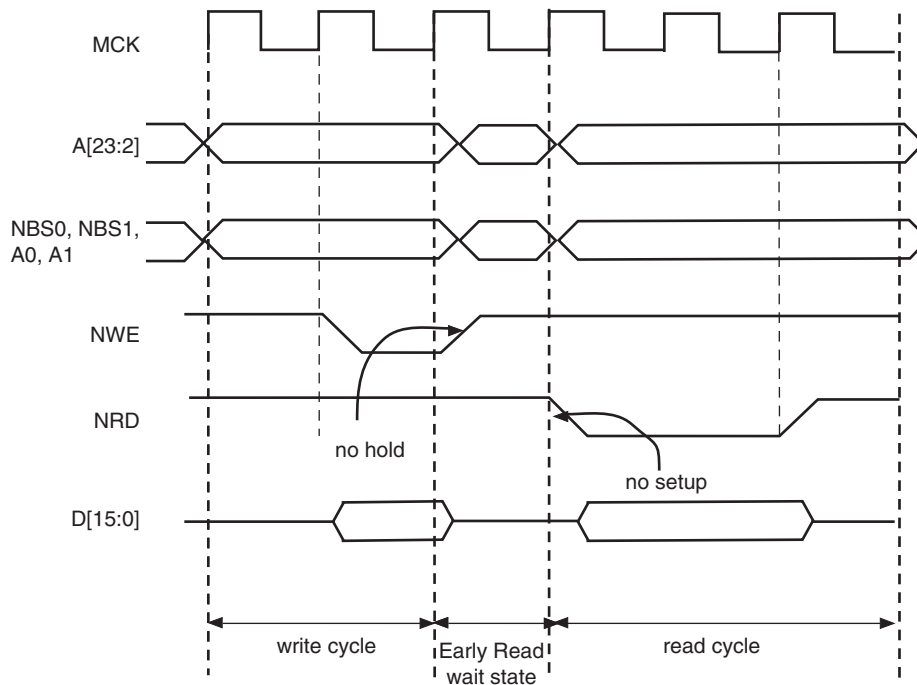 MCK
A[23:2]
NBS0, NBS1,
A0, A1
NWE
NRD
no hold
no setup
D[15:0]
write cycle
Early Read
wait state
read cycle